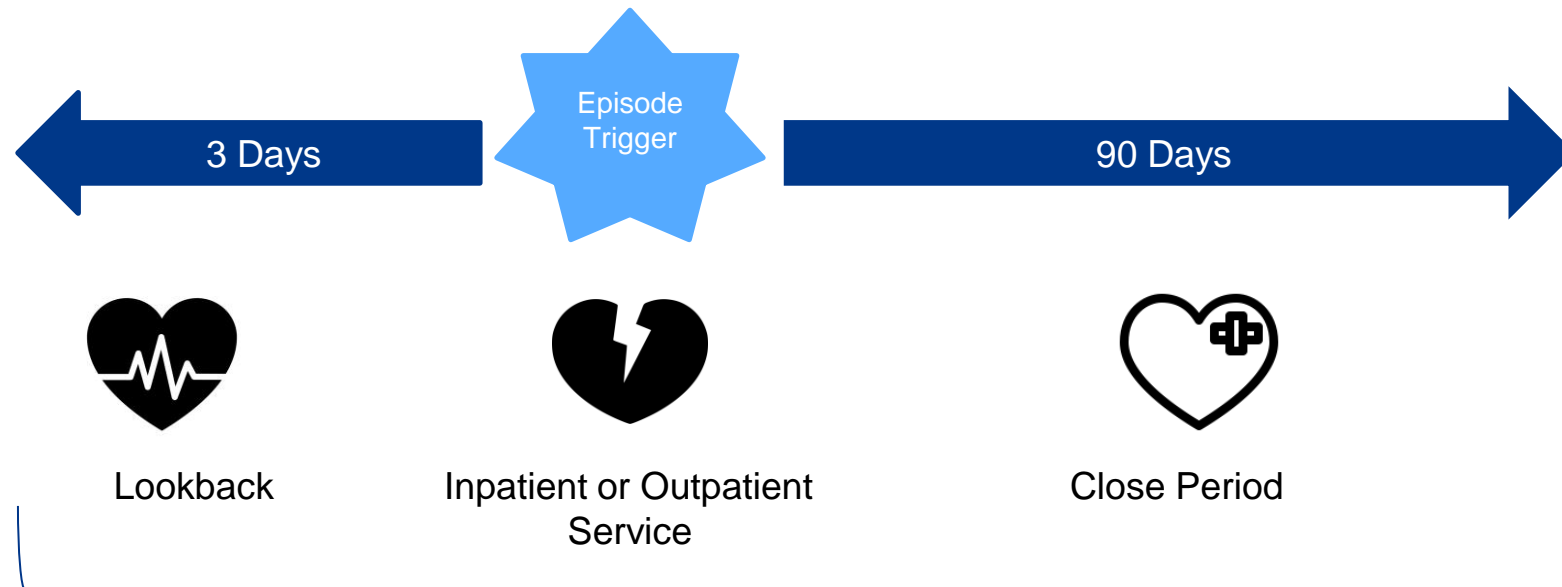 Episode
Trigger
3 Days
90 Days
Lookback
Inpatient or Outpatient
Service
Close Period